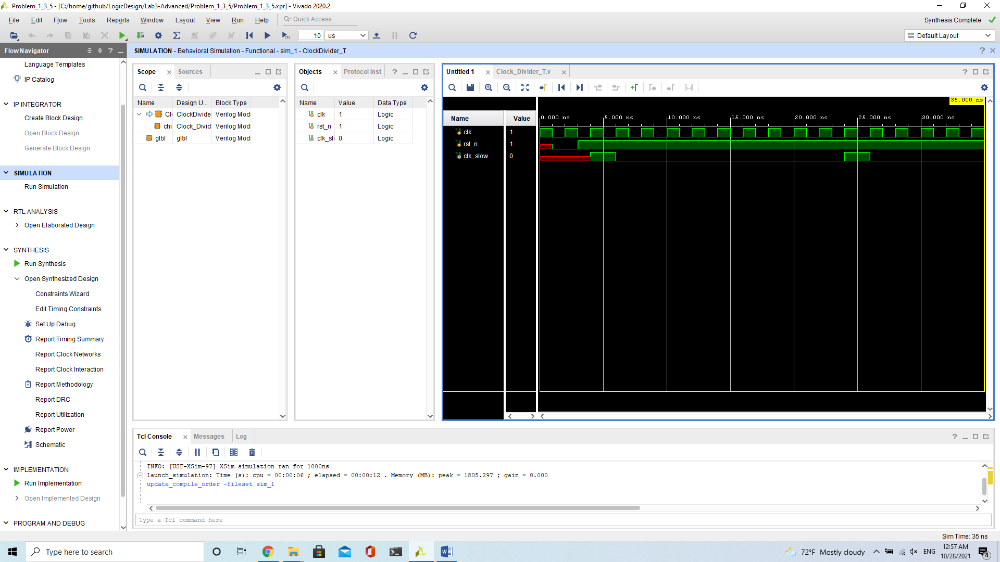 Problem_1_3_5 - [C:/home/github/LogicDesign/Lab3-Advanced/Problem_1_3_5/Problem_1_3_5.xpr] - Vivado 2020.2
File Edit Flow Tools Reports Window Layout View Run Help Quick Access
Synthesis Complete
10 us
Default Layout
Flow Navigator
Language Templates
IP Catalog
IP INTEGRATOR
Create Block Design
Open Block Design
Generate Block Design
SIMULATION
Run Simulation
RTL ANALYSIS
Open Elaborated Design
SYNTHESIS
Run Synthesis
Open Synthesized Design
Constraints Wizard
Edit Timing Constraints
Set Up Debug
Report Timing Summary
Report Clock Networks
Report Clock Interaction
Report Methodology
Report DRC
Report Utilization
Report Power
Schematic
IMPLEMENTATION
Run Implementation
Open Implemented Design
PROGRAM AND DEBUG
SIMULATION - Behavioral Simulation - Functional - sim_1 - ClockDivider_T
Scope Sources
Name Design U... Block Type
Clo ClockDivide Verilog Mod
chi Clock_Divid Verilog Mod
glbl glbl Verilog Mod
Objects Protocol Inst
Name Value Data Type
clk 1 Logic
rst_n 1 Logic
clk_slo 0 Logic
Untitled 1 Clock_Divider_T.v
35.000 ns
Name Value
0.000 ns 5.000 ns 10.000 ns 15.000 ns 20.000 ns 25.000 ns 30.000 ns
clk 1
rst_n 1
clk_slow 0
Tcl Console Messages Log
INFO: [USF-XSim-97] XSim simulation ran for 1000ns
launch_simulation: Time (s): cpu = 00:00:06 ; elapsed = 00:00:12 . Memory (MB): peak = 1805.297 ; gain = 0.000
update_compile_order -fileset sim_1
Type a Tcl command here
Sim Time: 35 ns
Type here to search
72°F Mostly cloudy
ENG
12:57 AM
10/28/2021
4